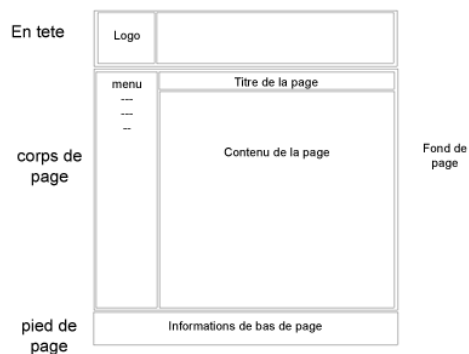 En tete
Logo
menu
---
---
--
Titre de la page
Contenu de la page
corps de
page
Fond de
page
pied de
page
Informations de bas de page